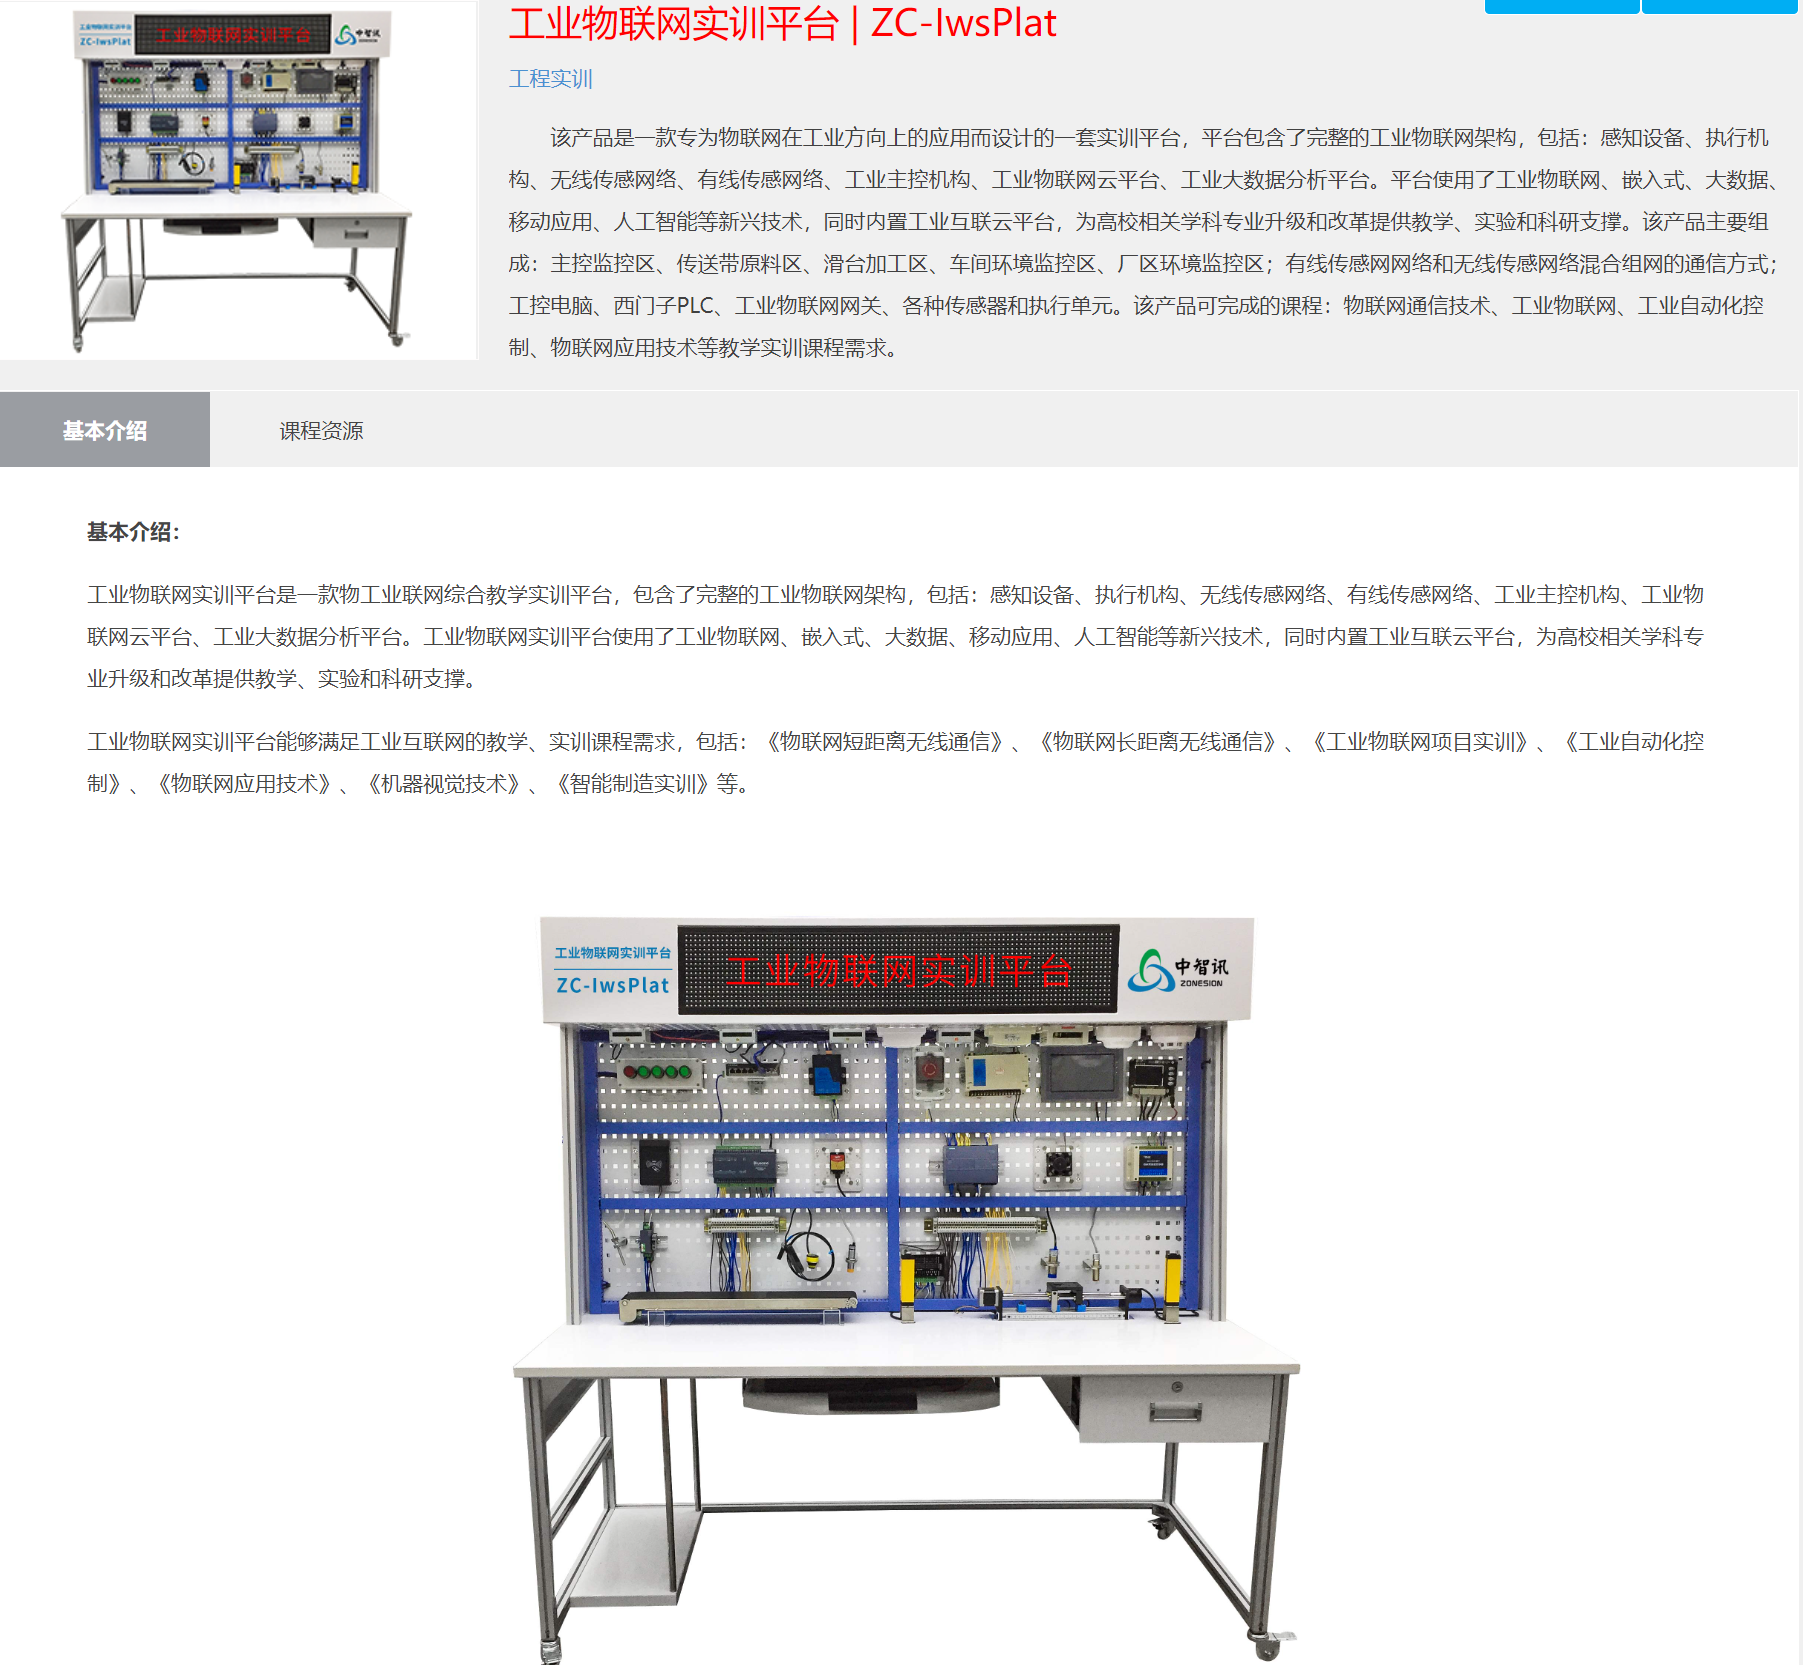 工业物联网实训平台
ZC-IwsPlat
工业物联网实训平台
中智讯
工业物联网实训平台 | ZC-IwsPlat
工程实训
该产品是一款专为物联网在工业方向上的应用而设计的一套实训平台，平台包含了完整的工业物联网架构，包括：感知设备、执行机
构、无线传感网络、有线传感网络、工业主控机构、工业物联网云平台、工业大数据分析平台。平台使用了工业物联网、嵌入式、大数据、
移动应用、人工智能等新兴技术，同时内置工业互联云平台，为高校相关学科专业升级和改革提供教学、实验和科研支撑。该产品主要组
成：主控监控区、传送带原料区、滑台加工区、车间环境监控区、厂区环境监控区；有线传感网网络和无线传感网络混合组网的通信方式；
工控电脑、西门子PLC、工业物联网网关、各种传感器和执行单元。该产品可完成的课程：物联网通信技术、工业物联网、工业自动化控
制、物联网应用技术等教学实训课程需求。
基本介绍
课程资源
基本介绍：
工业物联网实训平台是一款物工业联网综合教学实训平台，包含了完整的工业物联网架构，包括：感知设备、执行机构、无线传感网络、有线传感网络、工业主控机构、工业物
联网云平台、工业大数据分析平台。工业物联网实训平台使用了工业物联网、嵌入式、大数据、移动应用、人工智能等新兴技术，同时内置工业互联云平台，为高校相关学科专
业升级和改革提供教学、实验和科研支撑。
工业物联网实训平台能够满足工业互联网的教学、实训课程需求，包括：《物联网短距离无线通信》、《物联网长距离无线通信》、《工业物联网项目实训》、《工业自动化控
制》、《物联网应用技术》、《机器视觉技术》、《智能制造实训》等。
工业物联网实训平台
ZC-IwsPlat
工业物联网实训平台
中智讯
ZONESION